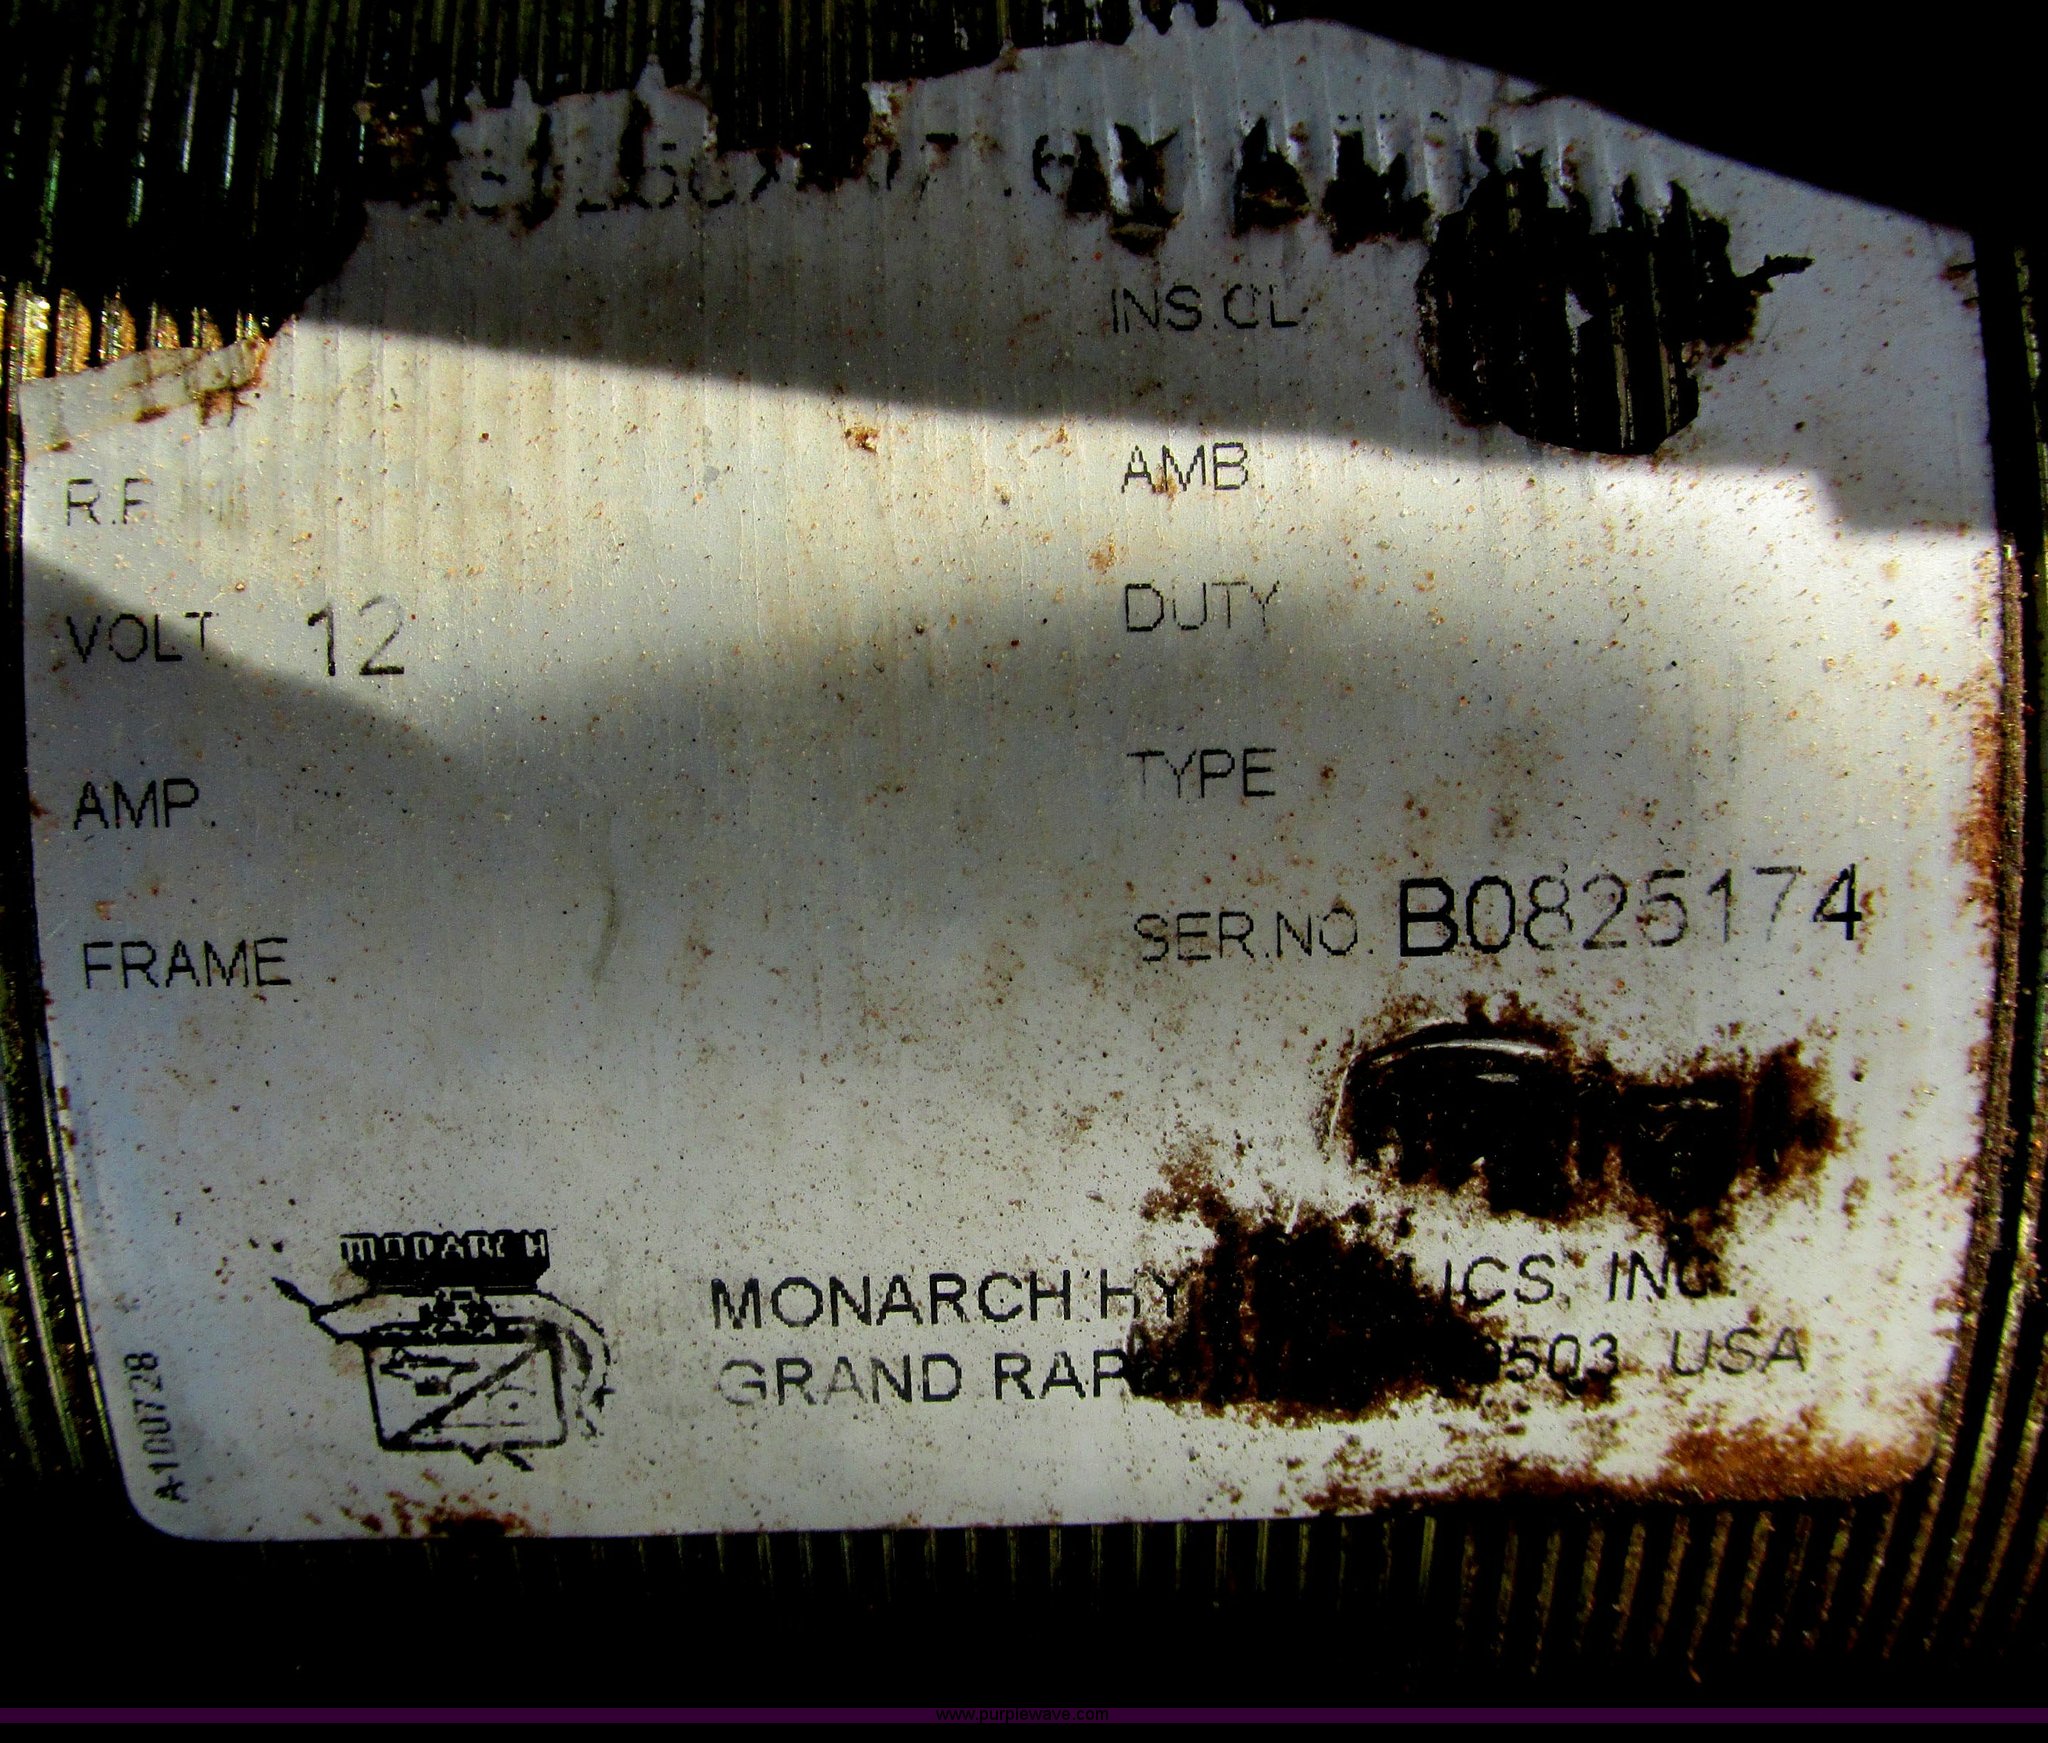 INS.CL.
AMB.
R.P.
DUTY
VOLT. 12
TYPE
AMP.
SER.NO. B0825174
FRAME
MONARCH
MONARCH HY LICS, INC.
GRAND RAP 503 USA
A100728
www.purplewave.com